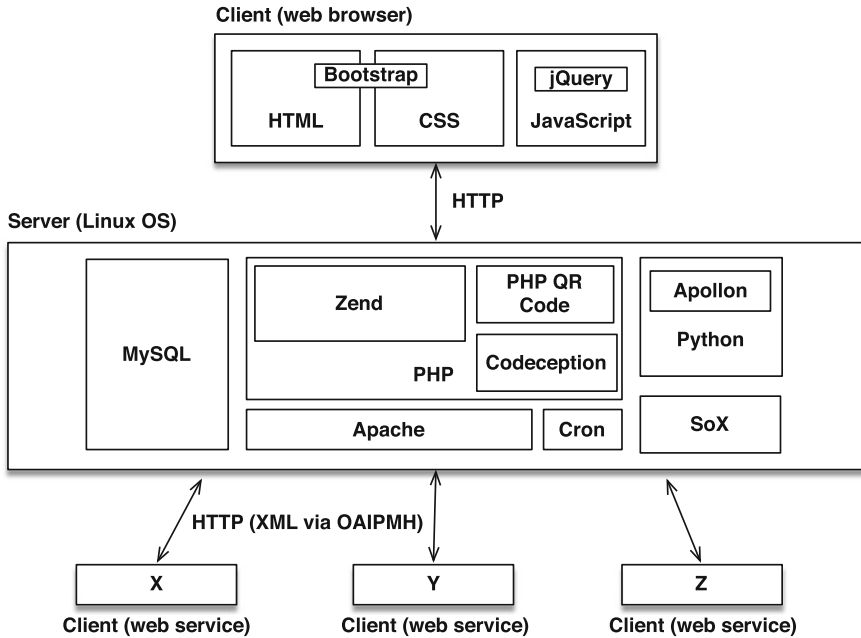 Client (web browser)
Bootstrap
jQuery
HTML
CSS
JavaScript
HTTP
Server (Linux OS)
MySQL
Zend
PHP QR
Code
Codeception
PHP
Apollon
Python
Apache
Cron
SoX
HTTP (XML via OAIPMH)
X
Y
Z
Client (web service)
Client (web service)
Client (web service)